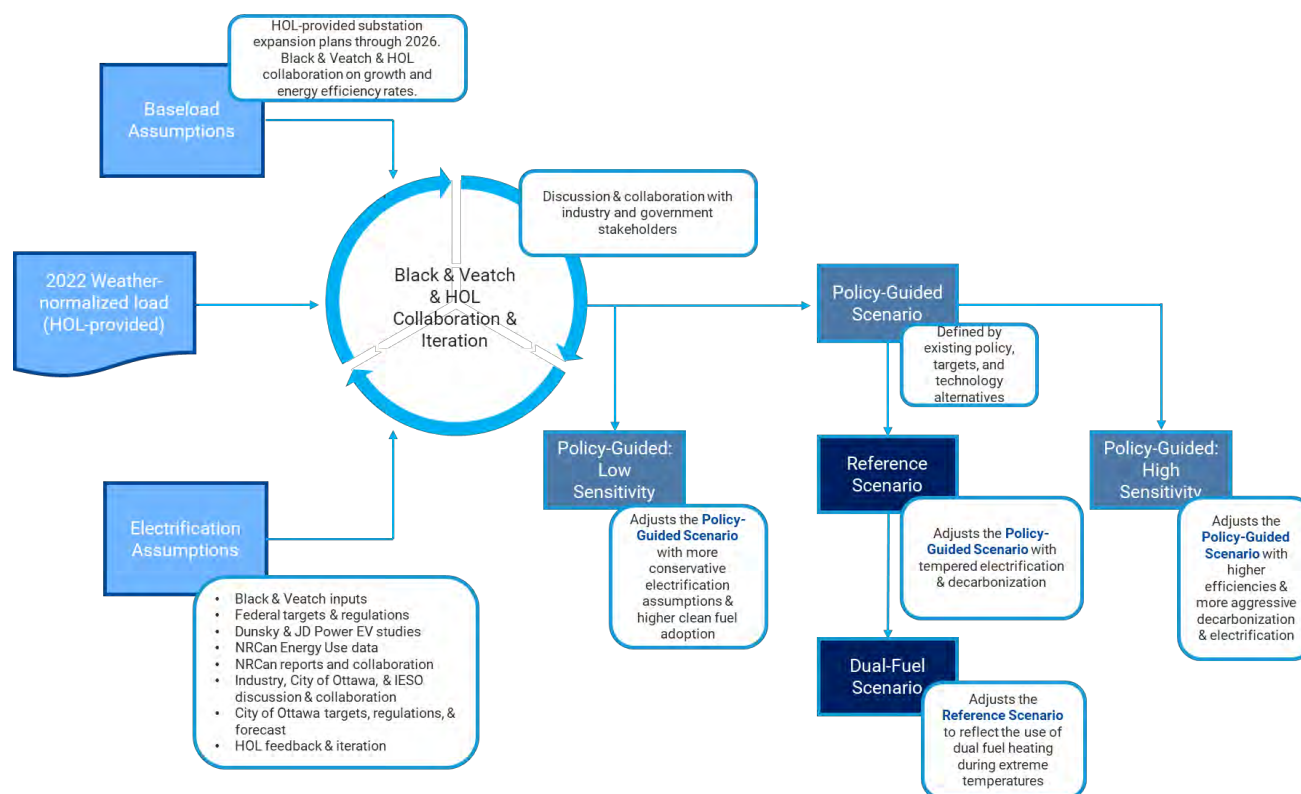 HOL-provided substation
expansion plans through 2026.
Black & Veatch & HOL
collaboration on growth and
energy efficiency rates.
Baseload
Assumptions
Discussion & collaboration with
industry and government
stakeholders
2022 Weather-
normalized load
(HOL-provided)
Black & Veatch
& HOL
Collaboration &
Iteration
Policy-Guided
Scenario
Defined by
existing policy,
targets, and
technology
alternatives
Policy-Guided:
Low
Sensitivity
Adjusts the Policy-
Guided Scenario
with more
conservative
electrification
assumptions &
higher clean fuel
adoption
Reference
Scenario
Adjusts the Policy-
Guided Scenario with
tempered electrification
& decarbonization
Policy-Guided:
High
Sensitivity
Adjusts the
Policy-Guided
Scenario with
higher
efficiencies &
more aggressive
decarbonization
& electrification
Electrification
Assumptions
• Black & Veatch inputs
• Federal targets & regulations
• Dunsky & JD Power EV studies
• NRCan Energy Use data
• NRCan reports and collaboration
• Industry, City of Ottawa, & IESO
discussion & collaboration
• City of Ottawa targets, regulations, &
forecast
• HOL feedback & iteration
Dual-Fuel
Scenario
Adjusts the
Reference Scenario
to reflect the use of
dual fuel heating
during extreme
temperatures